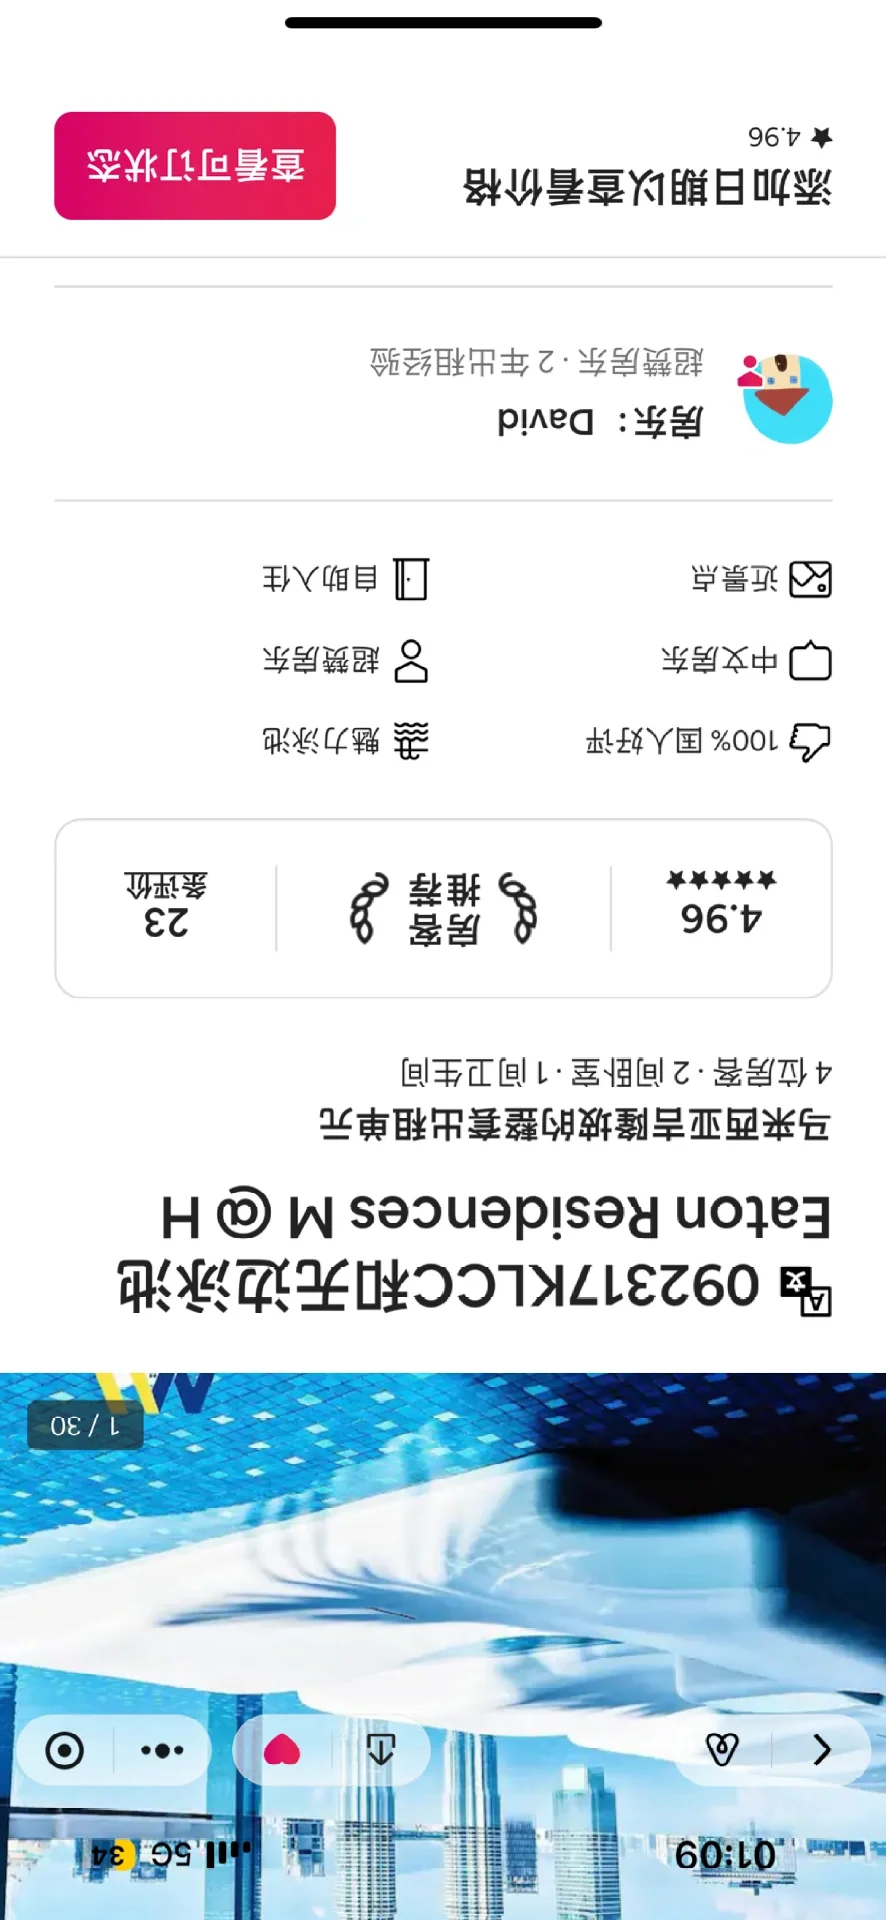 01:09
5G 34
1 / 30
092317KLCC和无边泳池
Eaton Residences M @ H
马来西亚吉隆坡的整套出租单元
4 位房客 · 2 间卧室 · 1 间卫生间
4.96
房客
推荐
23
条评价
100% 国人好评
魅力泳池
中文房东
超赞房东
近景点
自助入住
房东： David
超赞房东 · 2 年出租经验
添加日期以查看价格
4.96
查看可订状态